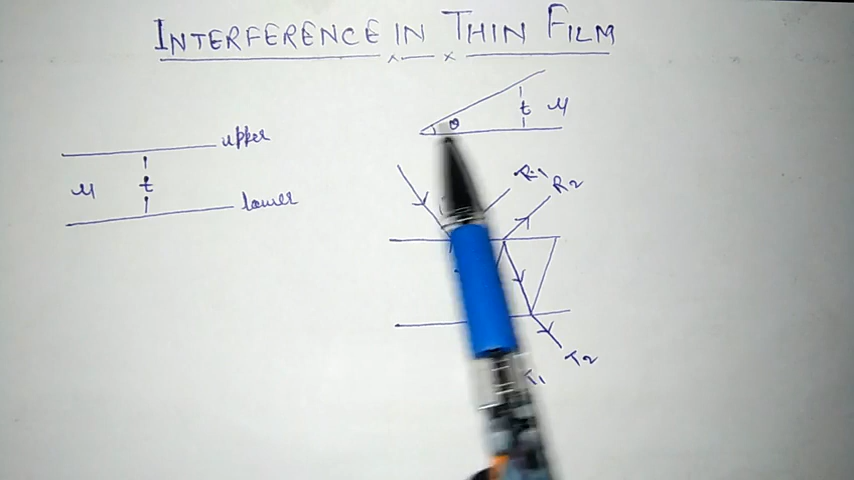 INTERFERENCE IN THIN FILM
t μ
θ
upper
μ t
lower
R1
R2
T2
T1